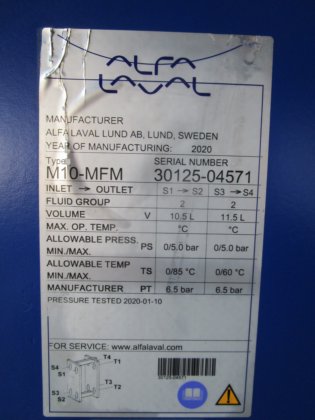 ALFA
LAVAL
MANUFACTURER
ALFA LAVAL LUND AB, LUND, SWEDEN
YEAR OF MANUFACTURING: 2020
Type SERIAL NUMBER
M10-MFM 30125-04571
INLET → OUTLET S1 → S2 S3 → S4
FLUID GROUP 2 2
VOLUME V 10.5 L 11.5 L
MAX. OP. TEMP. °C °C
ALLOWABLE PRESS. MIN./MAX. PS 0/5.0 bar 0/5.0 bar
ALLOWABLE TEMP MIN./MAX. TS 0/85 °C 0/60 °C
MANUFACTURER PT 6.5 bar 6.5 bar
PRESSURE TESTED 2020-01-10
FOR SERVICE: www.alfalaval.com
S4 T4 T1
S1
S3 T3
S2 T2
30125-04571